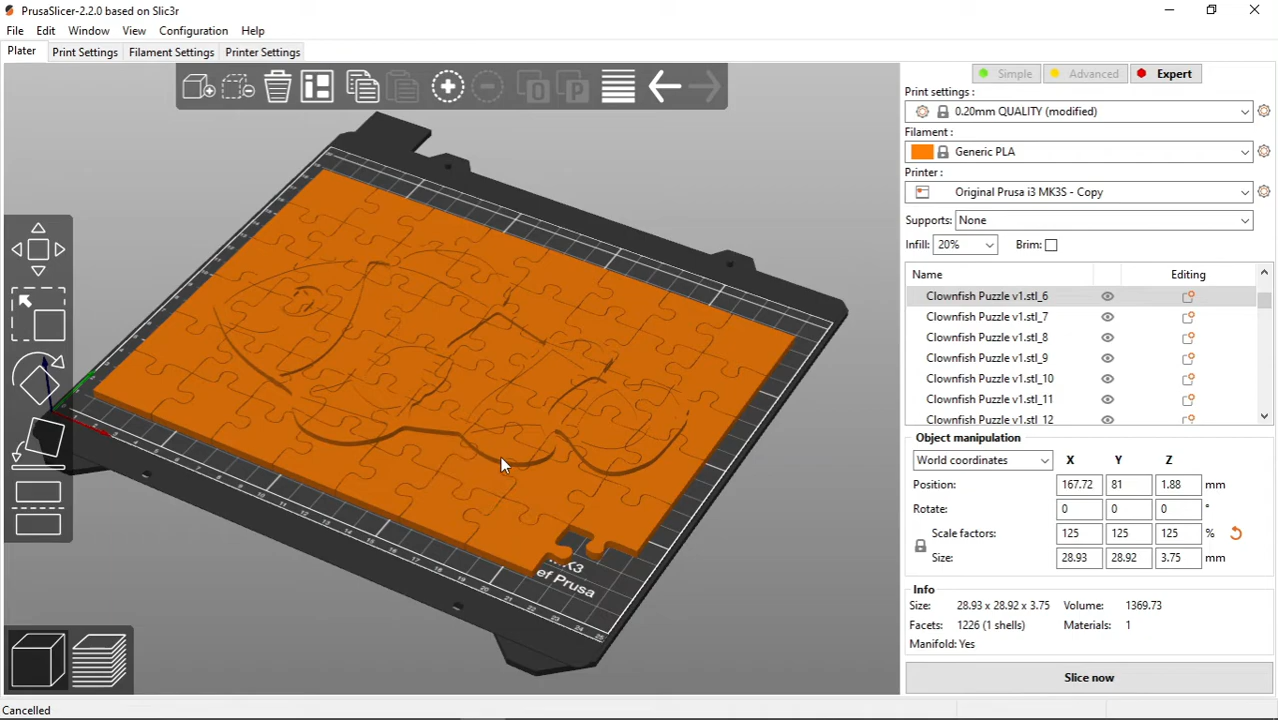 PrusaSlicer-2.2.0 based on Slic3r
File Edit Window View Configuration Help
Plater Print Settings Filament Settings Printer Settings
Simple Advanced Expert
Print settings :
0.20mm QUALITY (modified)
Filament :
Generic PLA
Printer :
Original Prusa i3 MK3S - Copy
Supports: None
Infill: 20% Brim:
Name Editing
Clownfish Puzzle v1.stl_6
Clownfish Puzzle v1.stl_7
Clownfish Puzzle v1.stl_8
Clownfish Puzzle v1.stl_9
Clownfish Puzzle v1.stl_10
Clownfish Puzzle v1.stl_11
Clownfish Puzzle v1.stl_12
Object manipulation
World coordinates X Y Z
Position: 167.72 81 1.88 mm
Rotate: 0 0 0 °
Scale factors: 125 125 125 %
Size: 28.93 28.92 3.75 mm
Info
Size: 28.93 x 28.92 x 3.75 Volume: 1369.73
Facets: 1226 (1 shells) Materials: 1
Manifold: Yes
Slice now
O P
K3
ef Prusa
Cancelled